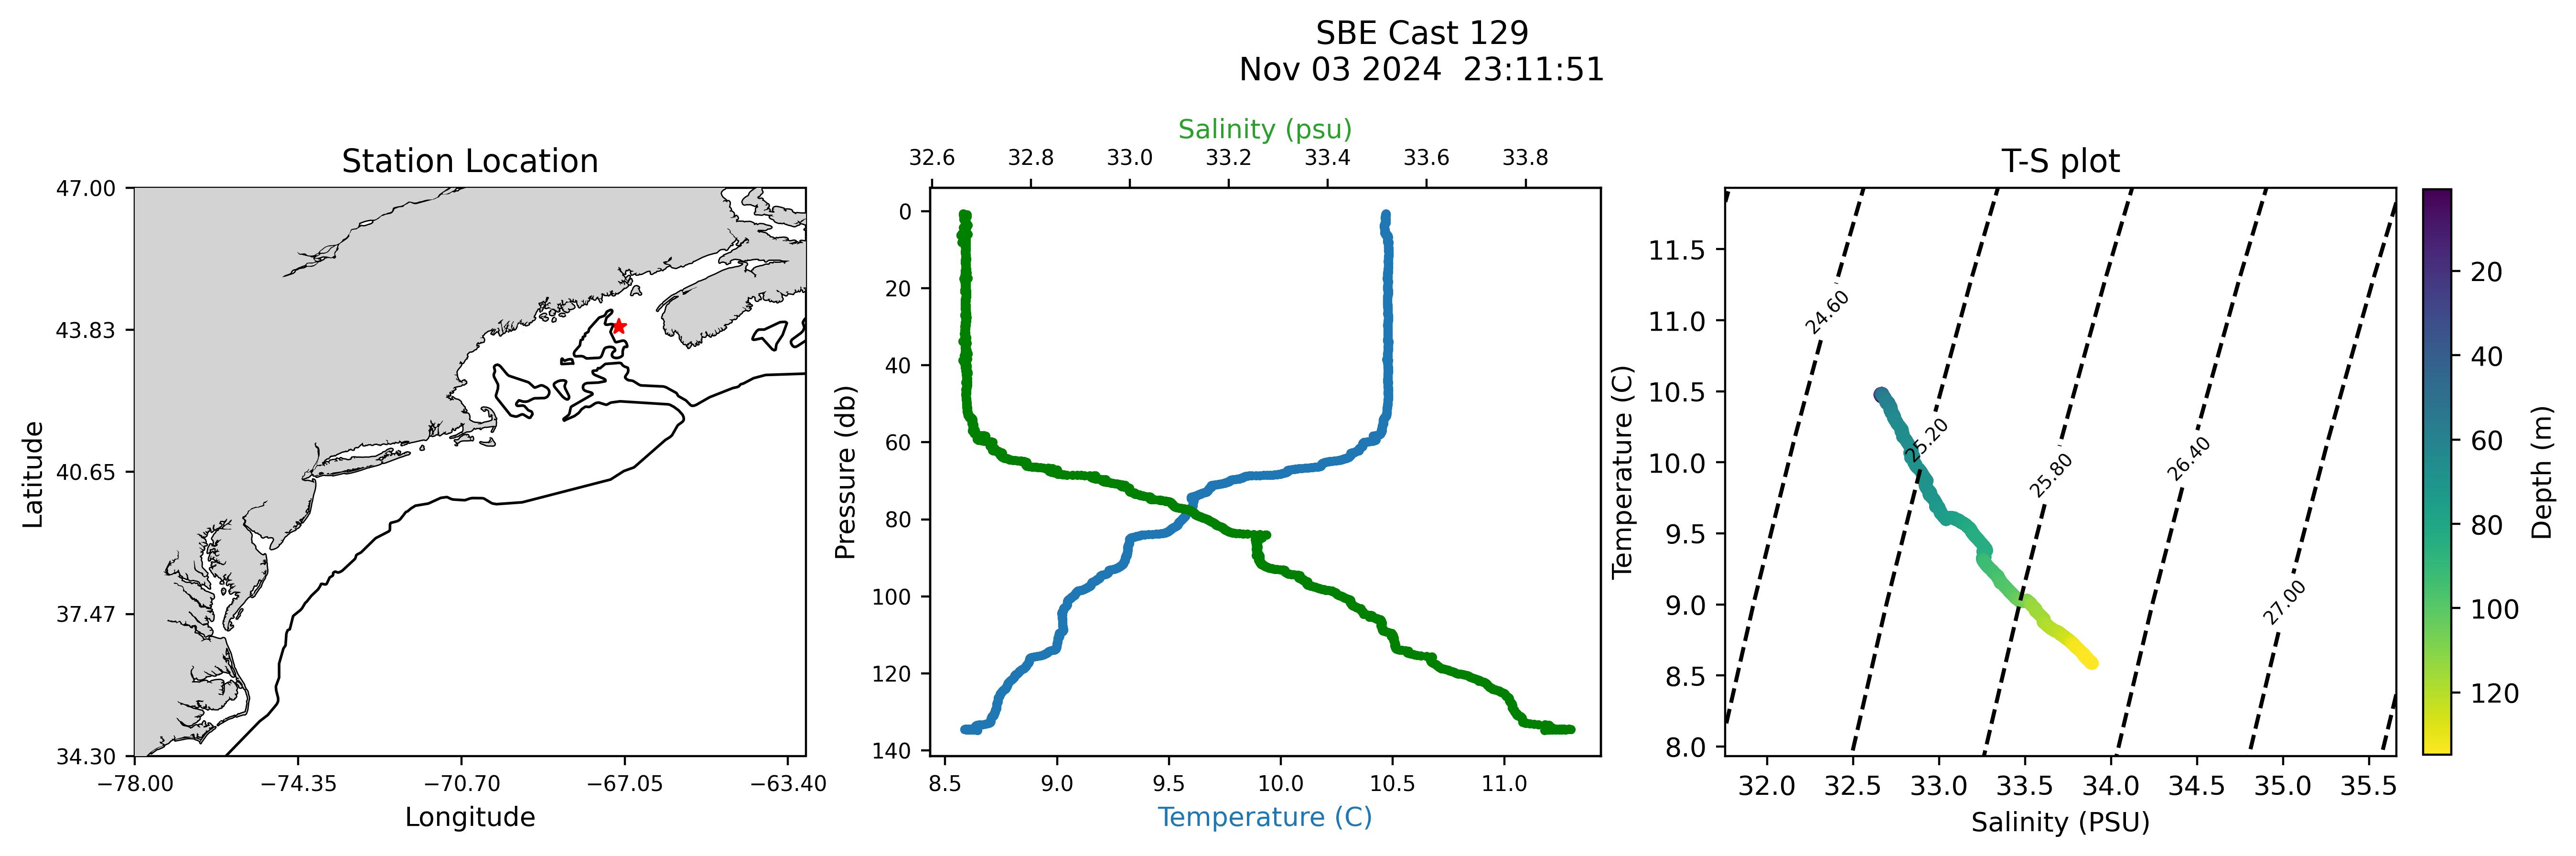 SBE Cast 129
Nov 03 2024  23:11:51
Station Location
47.00
43.83
40.65
37.47
34.30
Latitude
−78.00 −74.35 −70.70 −67.05 −63.40
Longitude
Salinity (psu)
32.6 32.8 33.0 33.2 33.4 33.6 33.8
0
20
40
60
80
100
120
140
Pressure (db)
8.5 9.0 9.5 10.0 10.5 11.0
Temperature (C)
T-S plot
11.5
11.0
10.5
10.0
9.5
9.0
8.5
8.0
Temperature (C)
24.60
25.20
25.80
26.40
27.00
32.0 32.5 33.0 33.5 34.0 34.5 35.0 35.5
Salinity (PSU)
20
40
60
80
100
120
Depth (m)